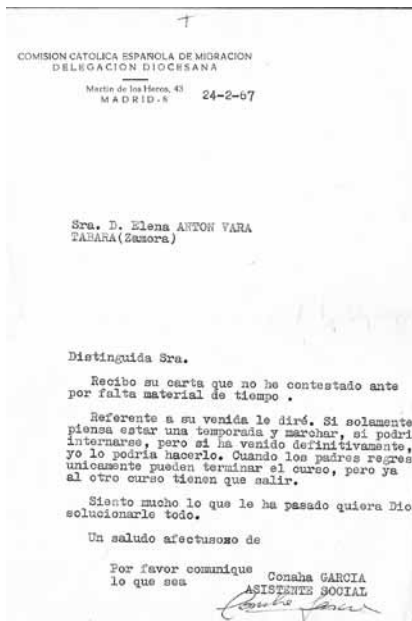 COMISION CATOLICA ESPAÑOLA DE MIGRACION
DELEGACION DIOCESANA
Martín de los Heros, 43
MADRID-8
24-2-67
Sra. D. Elena ANTON VARA
TABARA(Zamora)
Distinguida Sra.
Recibo su carta que no he contestado ante
por falta material de tiempo .
Referente a su venida le diré. Si solamente
piensa estar una temporada y marchar, si podri
internarse, pero si ha venido definitivamente,
yo lo podria hacerlo. Cuando los padres regres
unicamente pueden terminar el curso, pero ya
al otro curso tienen que salir.
Siento mucho lo que le ha pasado quiera Dio
solucionarle todo.
Un saludo afectusoxo de
Por favor comunique
lo que sea
Conaha GARCIA
ASISTENTE SOCIAL